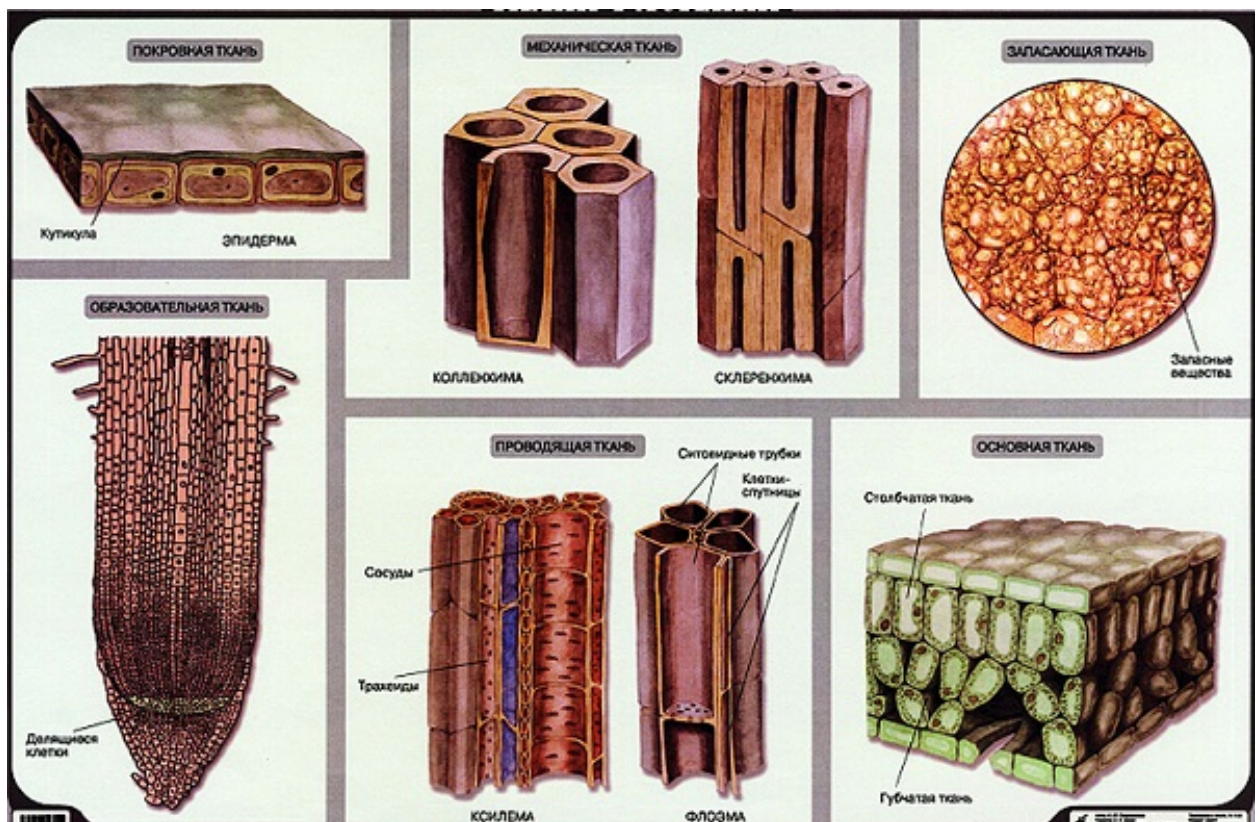 ПОКРОВНАЯ ТКАНЬ
Кутикула
ЭПИДЕРМА
МЕХАНИЧЕСКАЯ ТКАНЬ
КОЛЛЕНХИМА
СКЛЕРЕНХИМА
ЗАПАСАЮЩАЯ ТКАНЬ
Запасные
вещества
ОБРАЗОВАТЕЛЬНАЯ ТКАНЬ
Делящиеся
клетки
ПРОВОДЯЩАЯ ТКАНЬ
Ситовидные трубки
Клетки-
спутницы
Сосуды
Трахеиды
КСИЛЕМА
ФЛОЭМА
ОСНОВНАЯ ТКАНЬ
Столбчатая ткань
Губчатая ткань